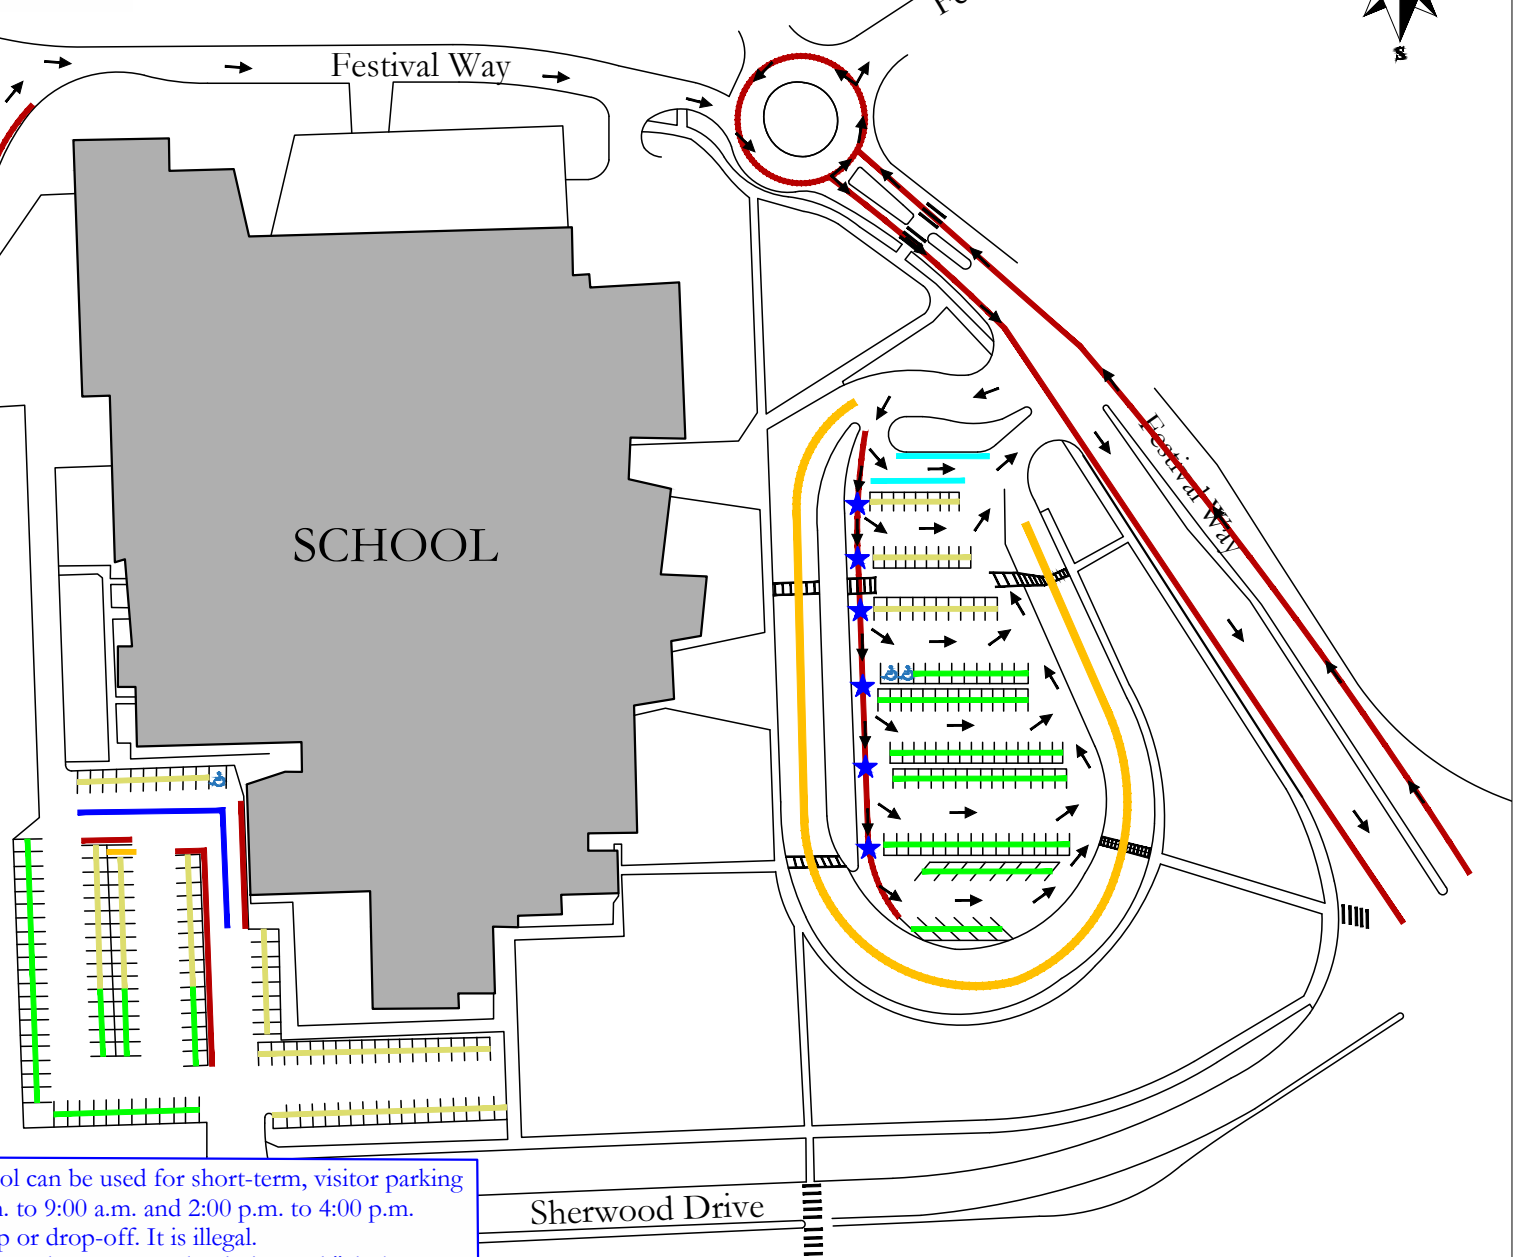 Festival Way
S
SCHOOL
Festival Way
ol can be used for short-term, visitor parking
. to 9:00 a.m. and 2:00 p.m. to 4:00 p.m.
p or drop-off. It is illegal.
Sherwood Drive